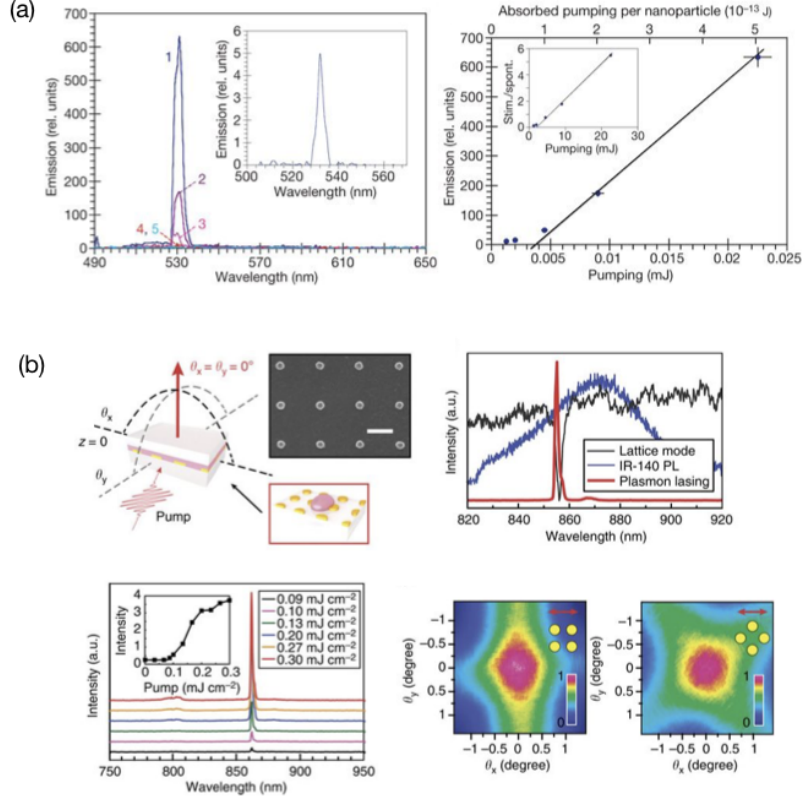 (a)
700
600
500
400
300
200
100
0
Emission (rel. units)
490
530
570
610
650
Wavelength (nm)
1
2
3
4, 5
6
5
4
3
2
1
0
Emission (rel. units)
500
520
540
560
Wavelength (nm)
Absorbed pumping per nanoparticle (10⁻¹³ J)
0
1
2
3
4
5
700
600
500
400
300
200
100
0
Emission (rel. units)
0
0.005
0.01
0.015
0.02
0.025
Pumping (mJ)
6
4
2
0
Stim./spont.
0
10
20
30
Pumping (mJ)
(b)
θx = θy = 0°
θx
z = 0
θy
Pump
Intensity (a.u.)
Lattice mode
IR-140 PL
Plasmon lasing
820
840
860
880
900
920
Wavelength (nm)
Intensity (a.u.)
4
3
2
1
0
Intensity
0
0.1
0.2
0.3
Pump (mJ cm⁻²)
0.09 mJ cm⁻²
0.10 mJ cm⁻²
0.13 mJ cm⁻²
0.20 mJ cm⁻²
0.27 mJ cm⁻²
0.30 mJ cm⁻²
750
800
850
900
950
Wavelength (nm)
−1
−0.5
0
0.5
1
θy (degree)
1
0
−1 −0.5 0 0.5 1
θx (degree)
−1
−0.5
0
0.5
1
θy (degree)
1
0
−1 −0.5 0 0.5 1
θx (degree)